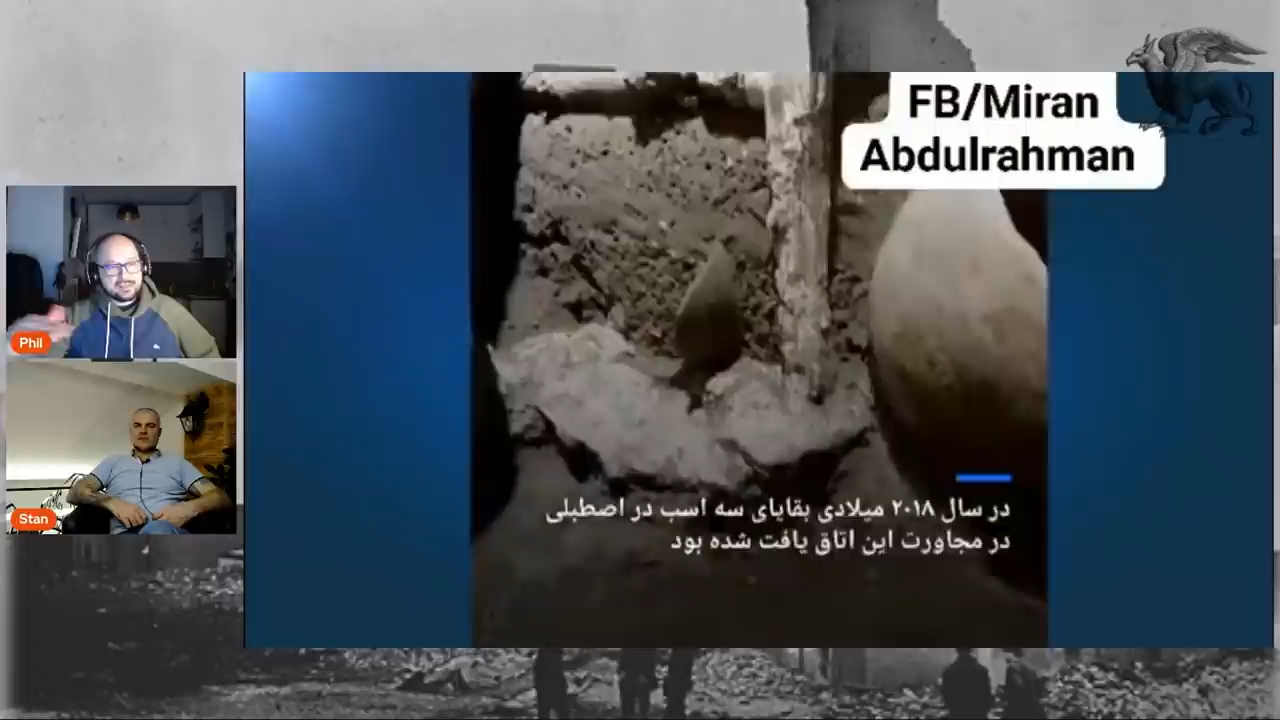 FB/Miran
Abdulrahman
Phil
Stan
در سال ۲۰۱۸ میلادی بقایای سه اسب در اصطبلی
در مجاورت این اتاق یافت شده بود